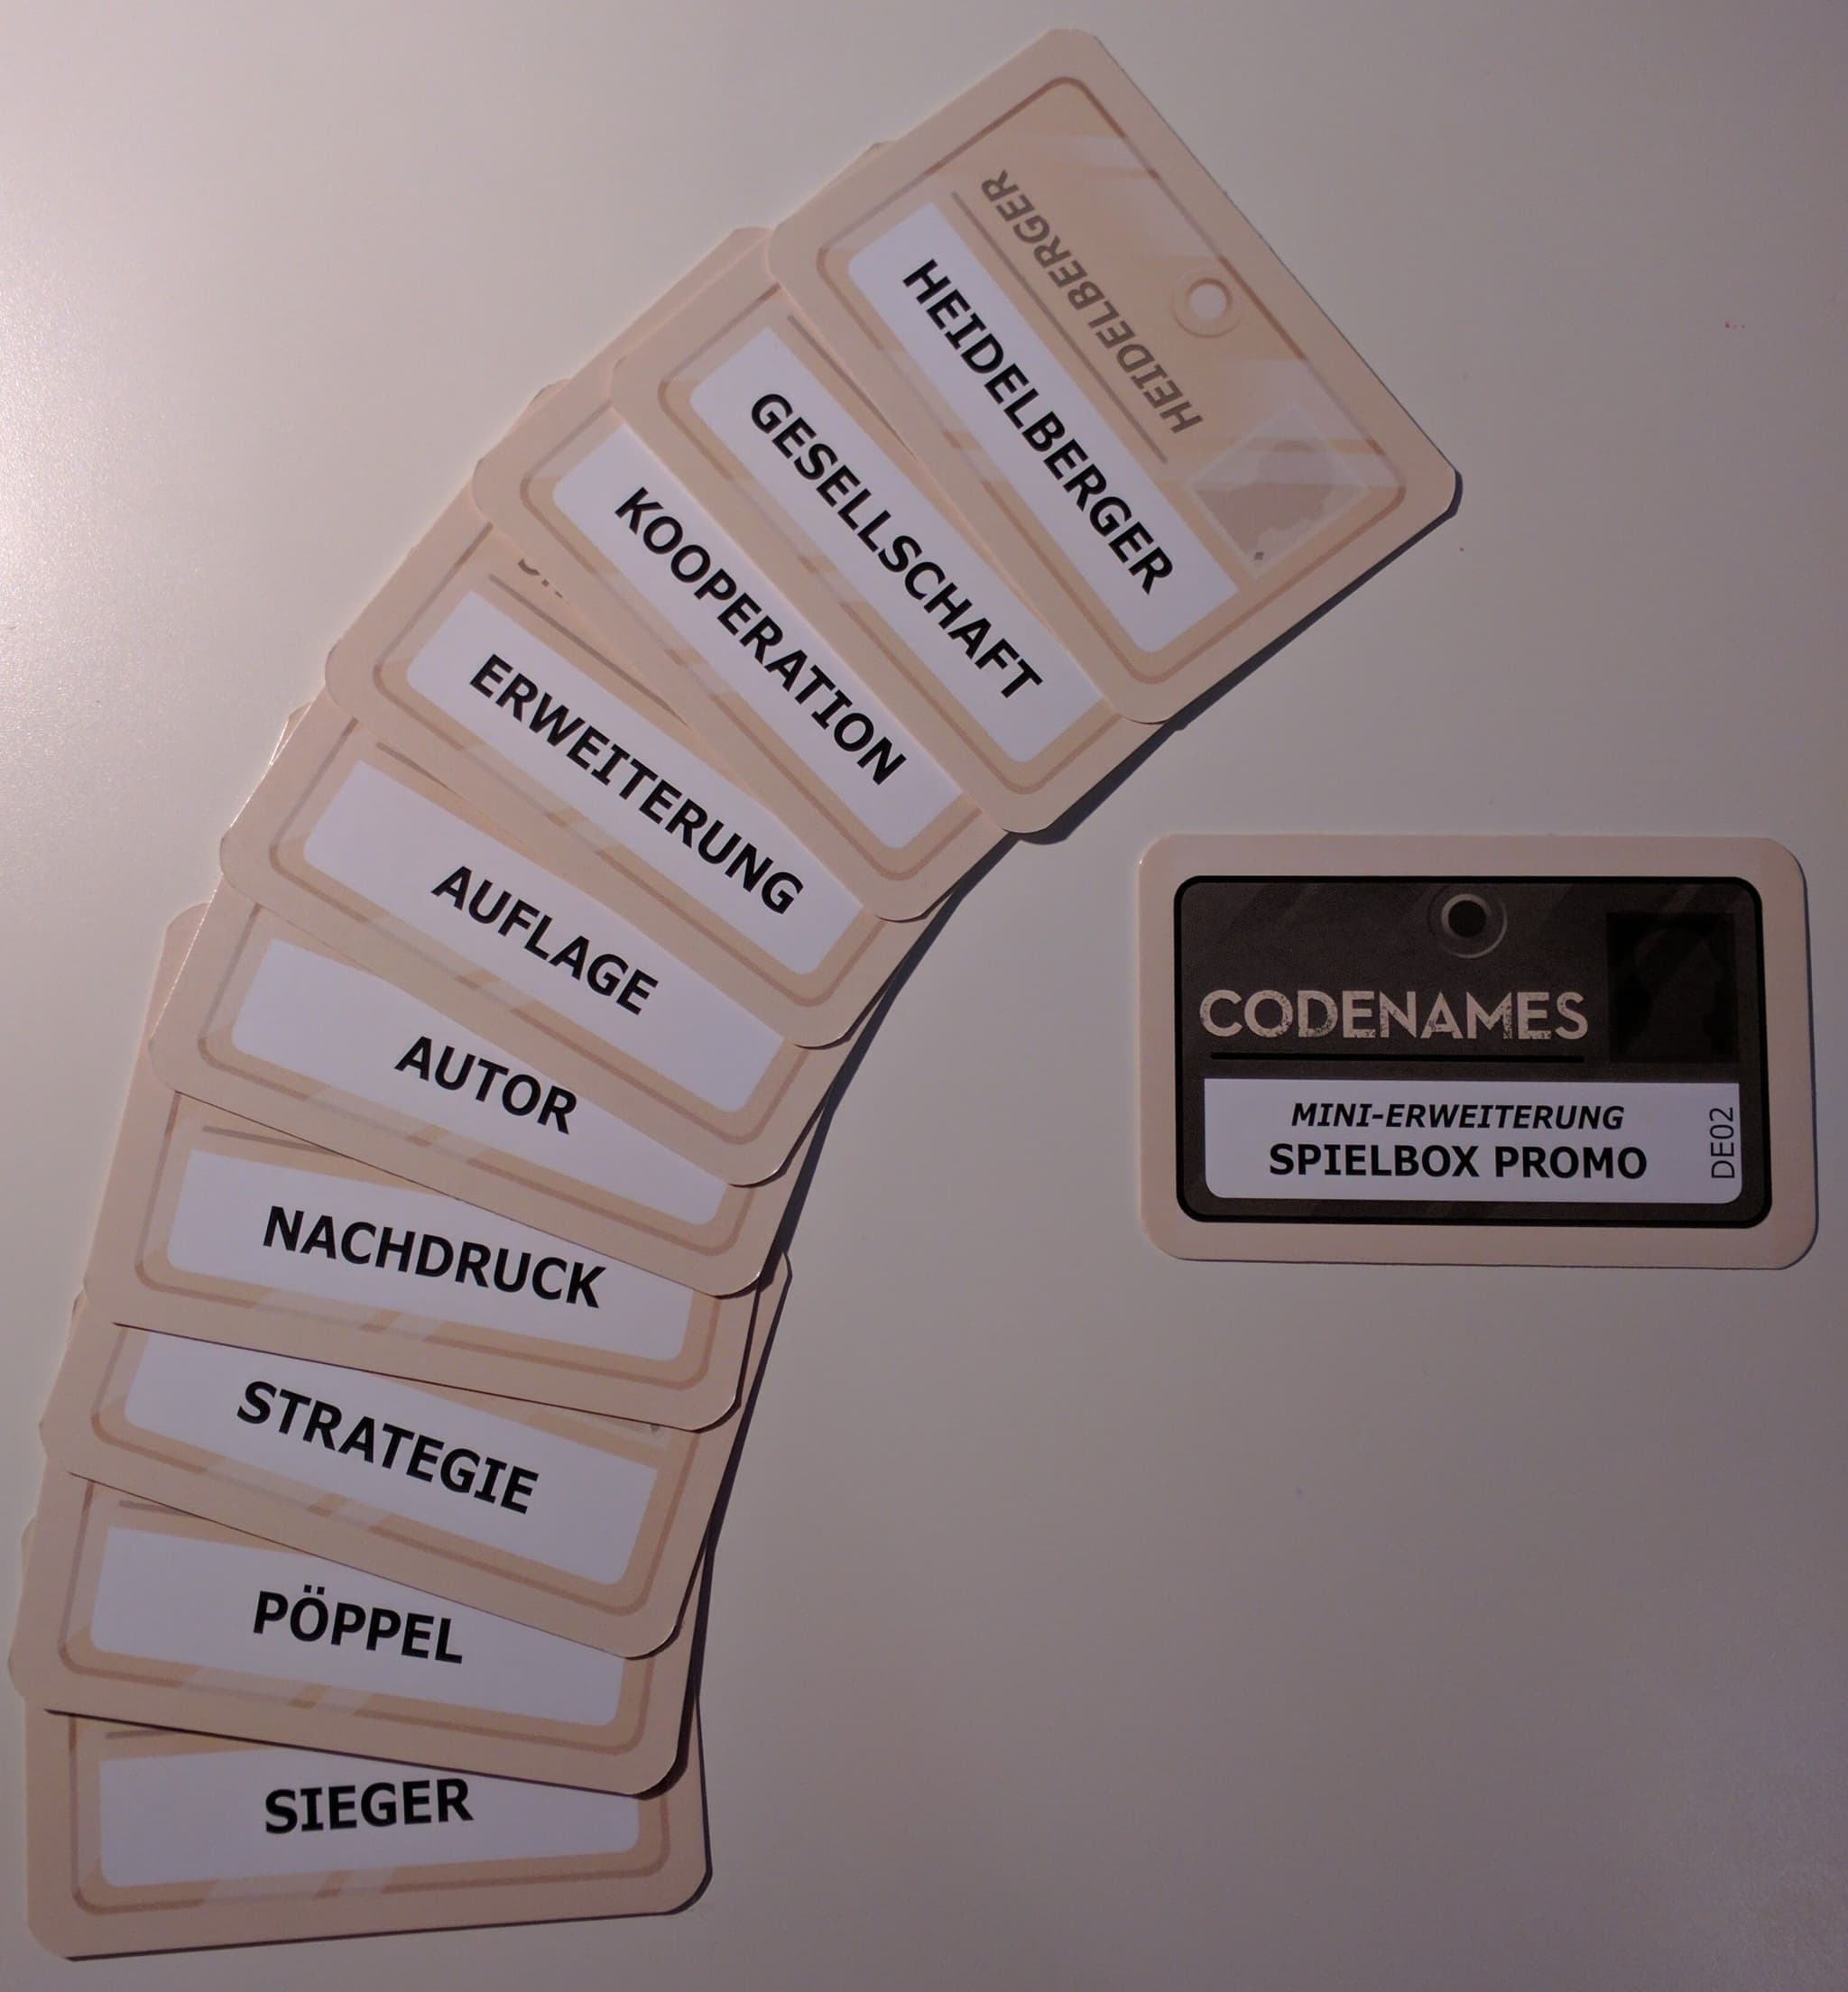 HEIDELBERGER
HEIDELBERGER
GESELLSCHAFT
KOOPERATION
ERWEITERUNG
AUFLAGE
AUTOR
NACHDRUCK
STRATEGIE
PÖPPEL
SIEGER
CODENAMES
MINI-ERWEITERUNG
SPIELBOX PROMO
DE02